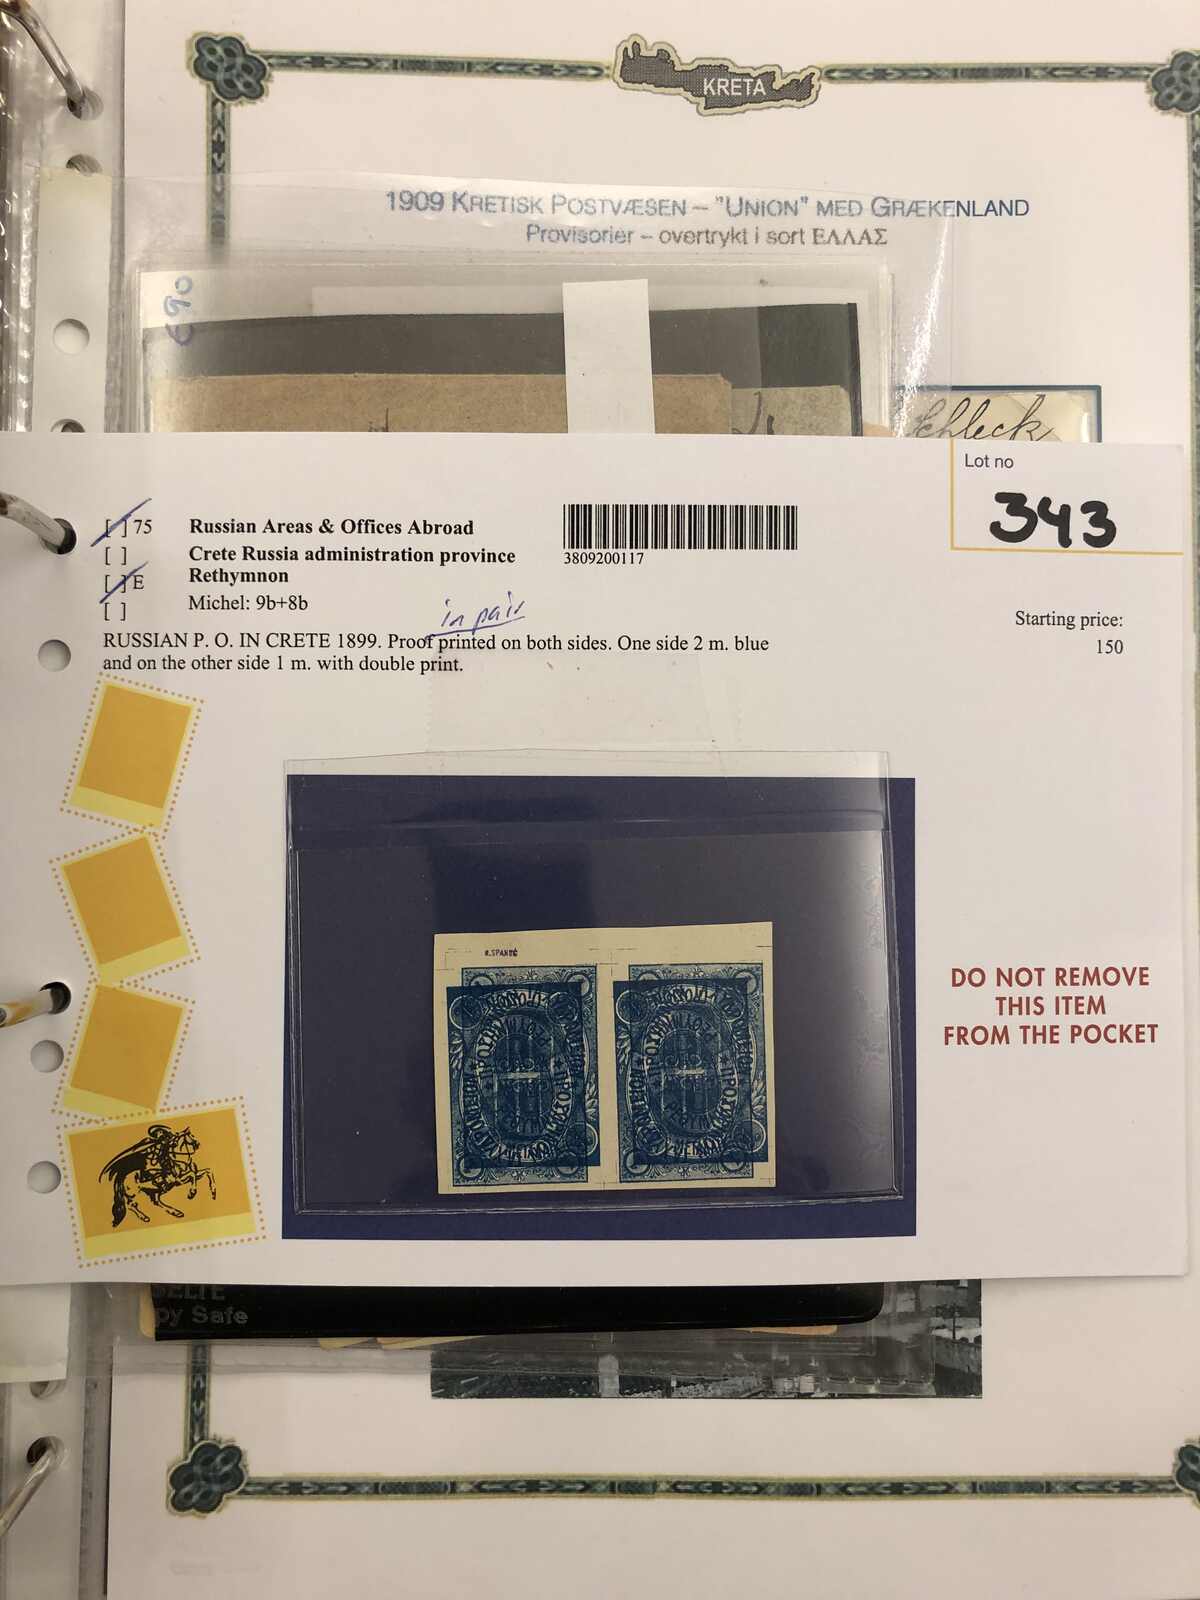 KRETA
1909 KRETISK POSTVÆSEN – "UNION" MED GRÆKENLAND
Provisorier – overtrykt i sort ΕΛΛΑΣ
Schleck
Lot no
343
[ ] 75
Russian Areas & Offices Abroad
[ ]
Crete Russia administration province
[ ] E
Rethymnon
[ ]
Michel: 9b+8b
3809200117
in pair
Starting price:
150
RUSSIAN P. O. IN CRETE 1899. Proof printed on both sides. One side 2 m. blue
and on the other side 1 m. with double print.
DO NOT REMOVE
THIS ITEM
FROM THE POCKET
py Safe